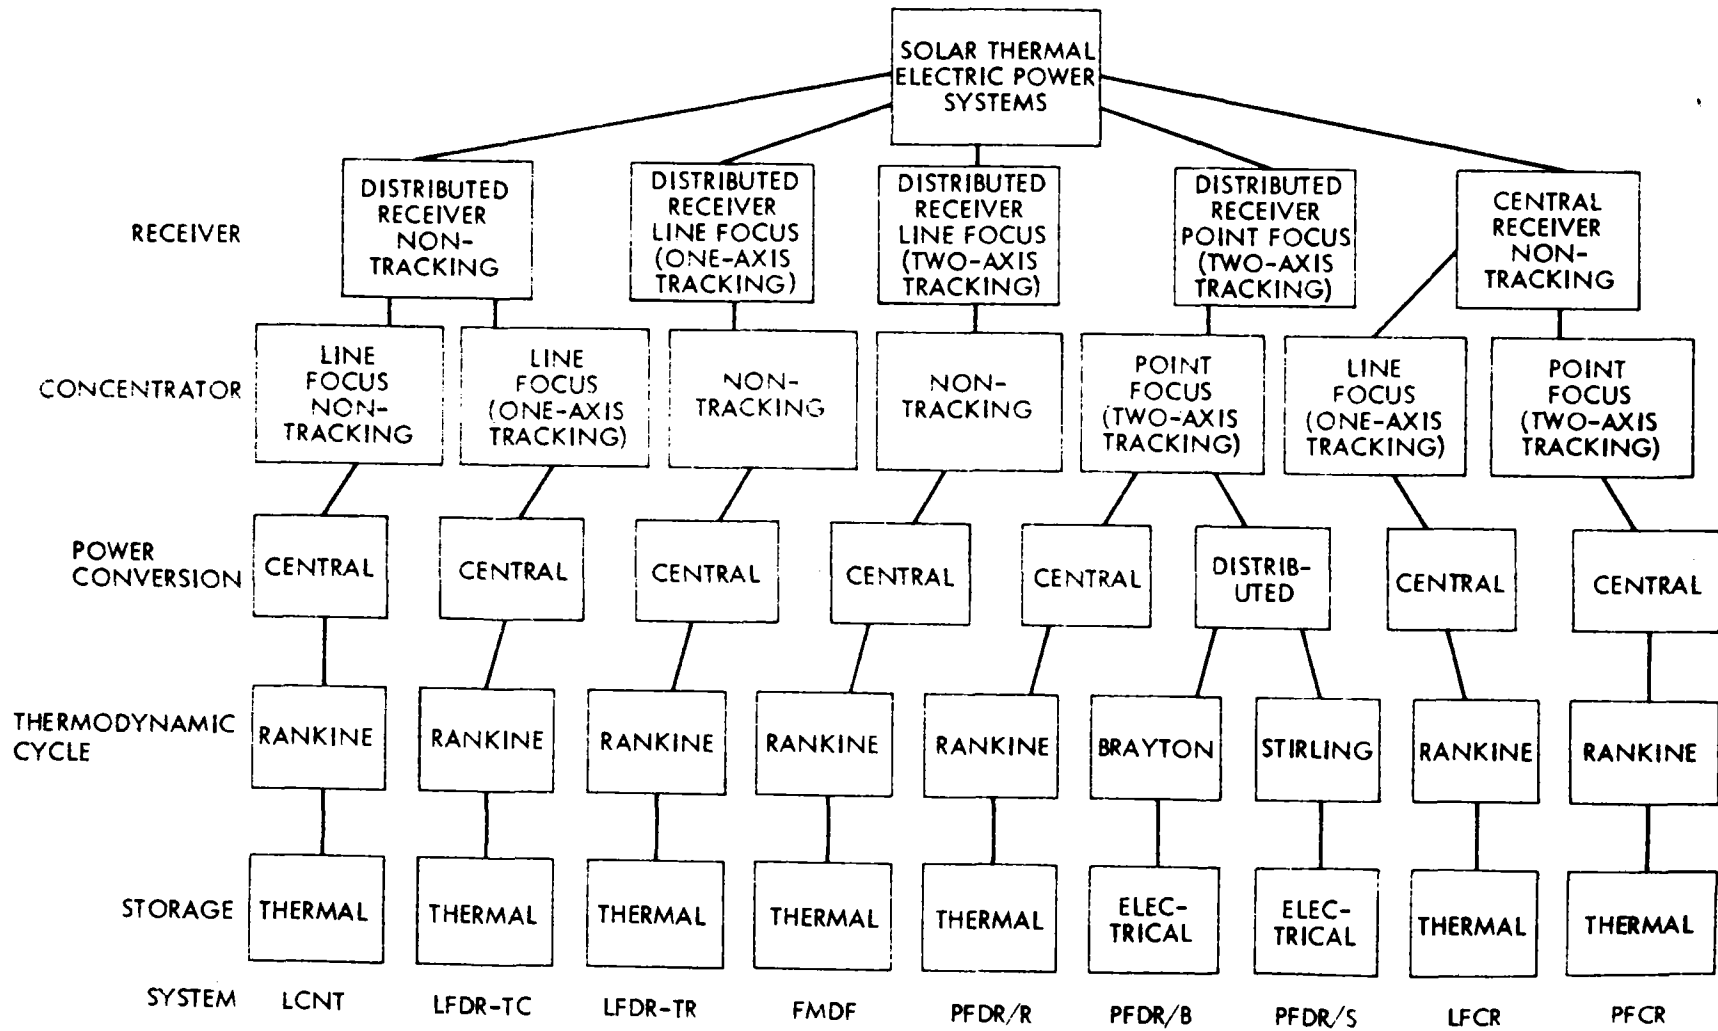 SOLAR THERMAL
ELECTRIC POWER
SYSTEMS
RECEIVER
DISTRIBUTED
RECEIVER
NON-
TRACKING
DISTRIBUTED
RECEIVER
LINE FOCUS
(ONE-AXIS
TRACKING)
DISTRIBUTED
RECEIVER
LINE FOCUS
(TWO-AXIS
TRACKING)
DISTRIBUTED
RECEIVER
POINT FOCUS
(TWO-AXIS
TRACKING)
CENTRAL
RECEIVER
NON-
TRACKING
CONCENTRATOR
LINE
FOCUS
NON-
TRACKING
LINE
FOCUS
(ONE-AXIS
TRACKING)
NON-
TRACKING
NON-
TRACKING
POINT
FOCUS
(TWO-AXIS
TRACKING)
LINE
FOCUS
(ONE-AXIS
TRACKING)
POINT
FOCUS
(TWO-AXIS
TRACKING)
POWER
CONVERSION
CENTRAL
CENTRAL
CENTRAL
CENTRAL
CENTRAL
DISTRIB-
UTED
CENTRAL
CENTRAL
THERMODYNAMIC
CYCLE
RANKINE
RANKINE
RANKINE
RANKINE
RANKINE
BRAYTON
STIRLING
RANKINE
RANKINE
STORAGE
THERMAL
THERMAL
THERMAL
THERMAL
THERMAL
ELEC-
TRICAL
ELEC-
TRICAL
THERMAL
THERMAL
SYSTEM
LCNT
LFDR-TC
LFDR-TR
FMDF
PFDR/R
PFDR/B
PFDR/S
LFCR
PFCR